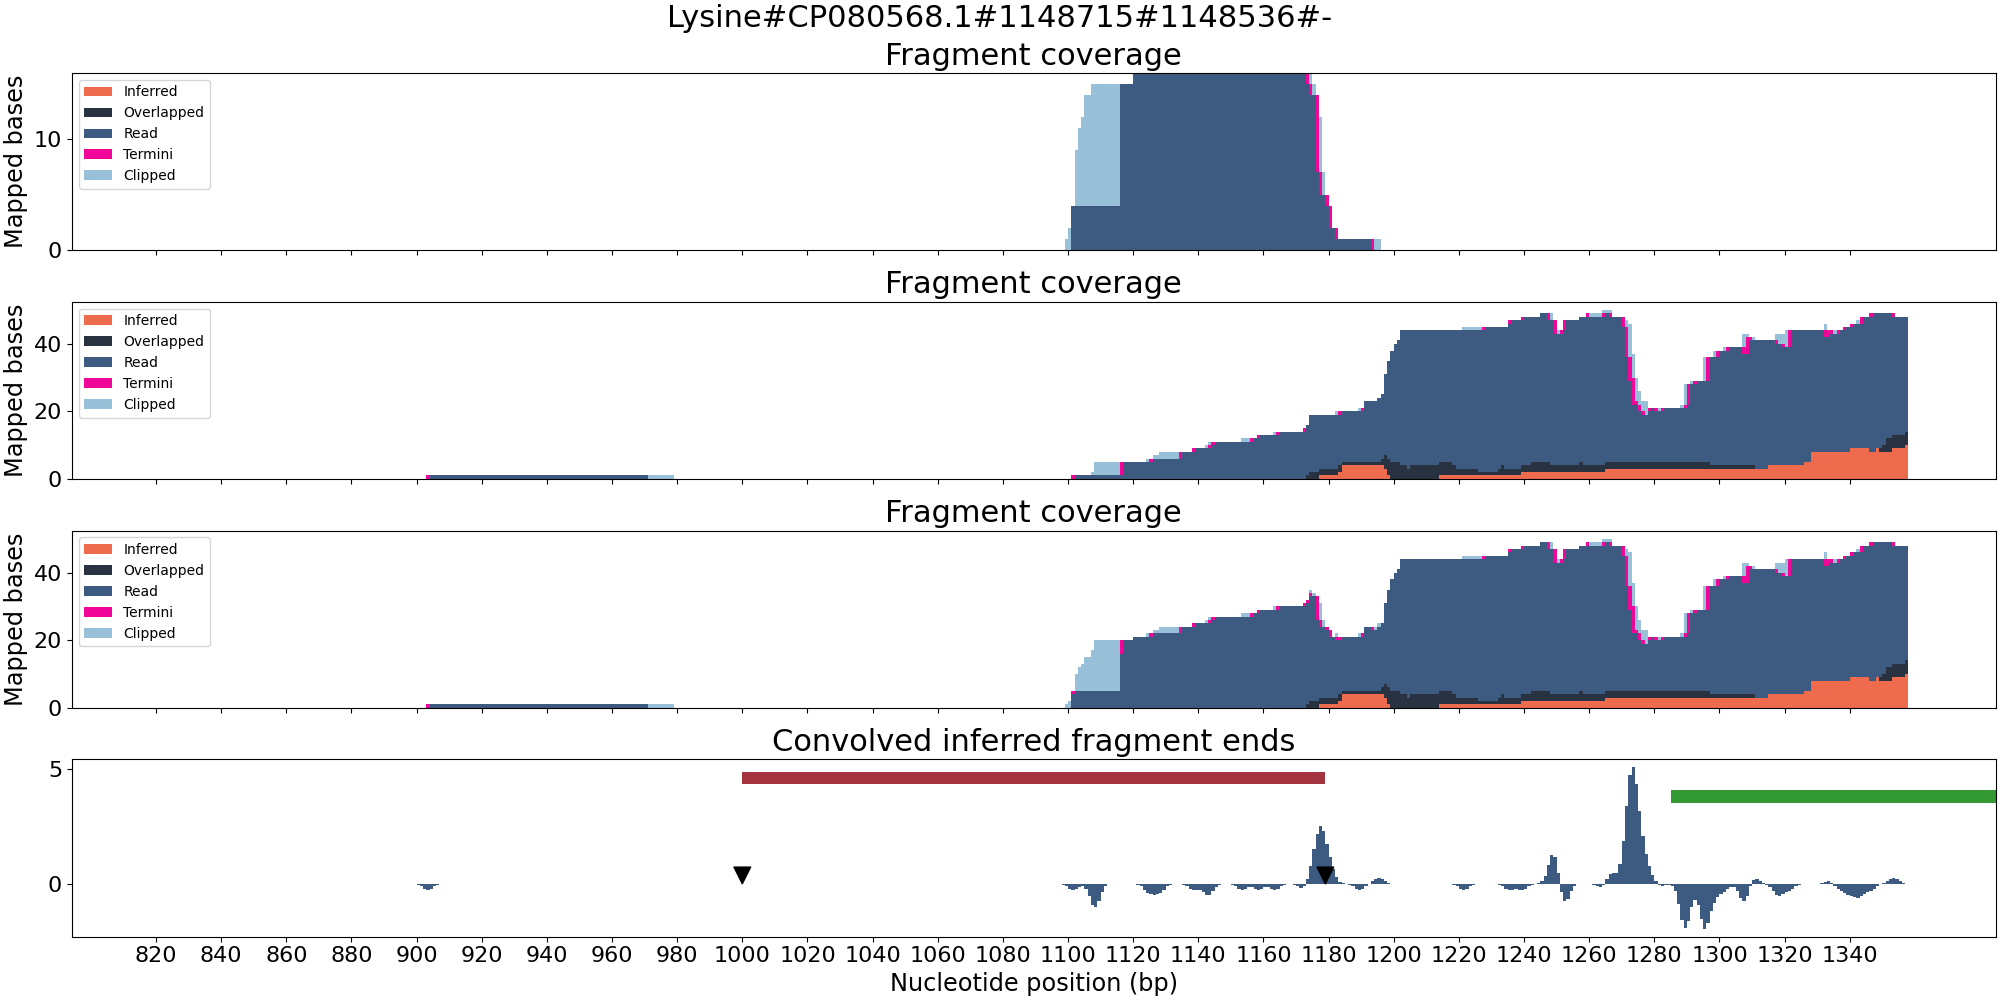 Lysine#CP080568.1#1148715#1148536#-
Fragment coverage
Mapped bases
10
0
Inferred
Overlapped
Read
Termini
Clipped
Fragment coverage
Mapped bases
40
20
0
Inferred
Overlapped
Read
Termini
Clipped
Fragment coverage
Mapped bases
40
20
0
Inferred
Overlapped
Read
Termini
Clipped
Convolved inferred fragment ends
5
0
820 840 860 880 900 920 940 960 980 1000 1020 1040 1060 1080 1100 1120 1140 1160 1180 1200 1220 1240 1260 1280 1300 1320 1340
Nucleotide position (bp)